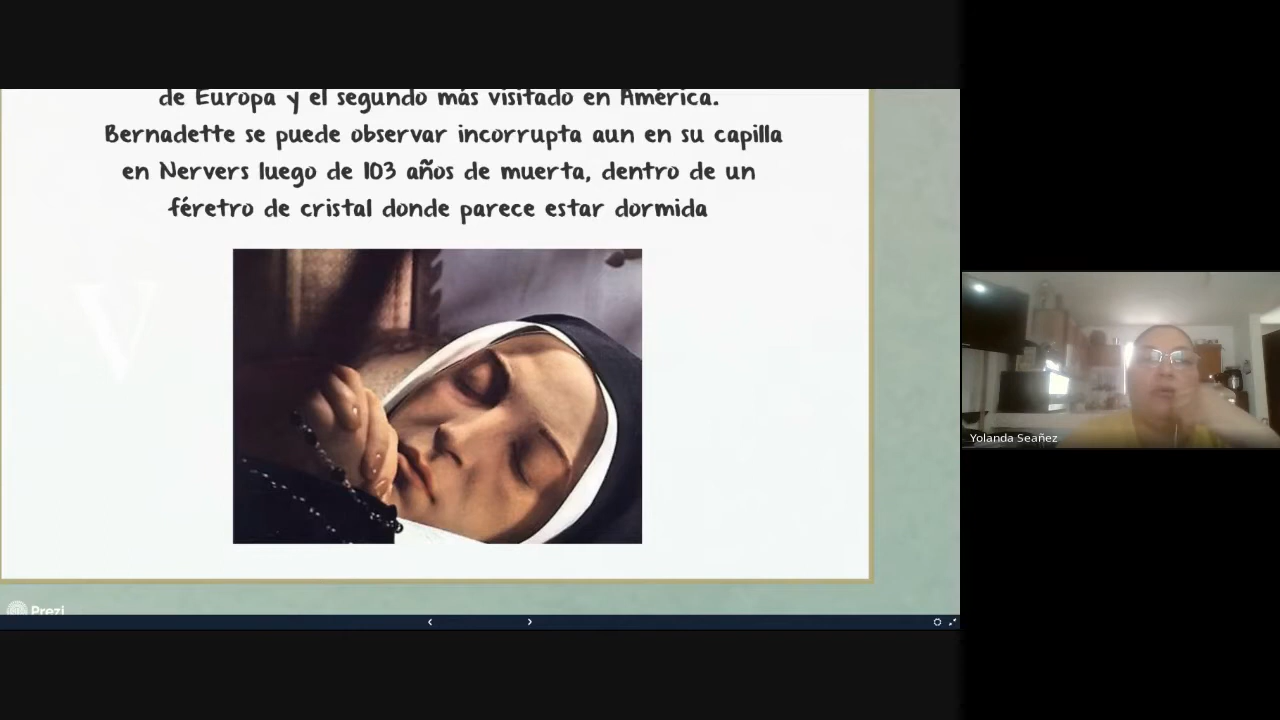 de Europa y el segundo más visitado en América.
Bernadette se puede observar incorrupta aun en su capilla
en Nervers luego de 103 años de muerta, dentro de un
féretro de cristal donde parece estar dormida
V
Prezi
Yolanda Seañez